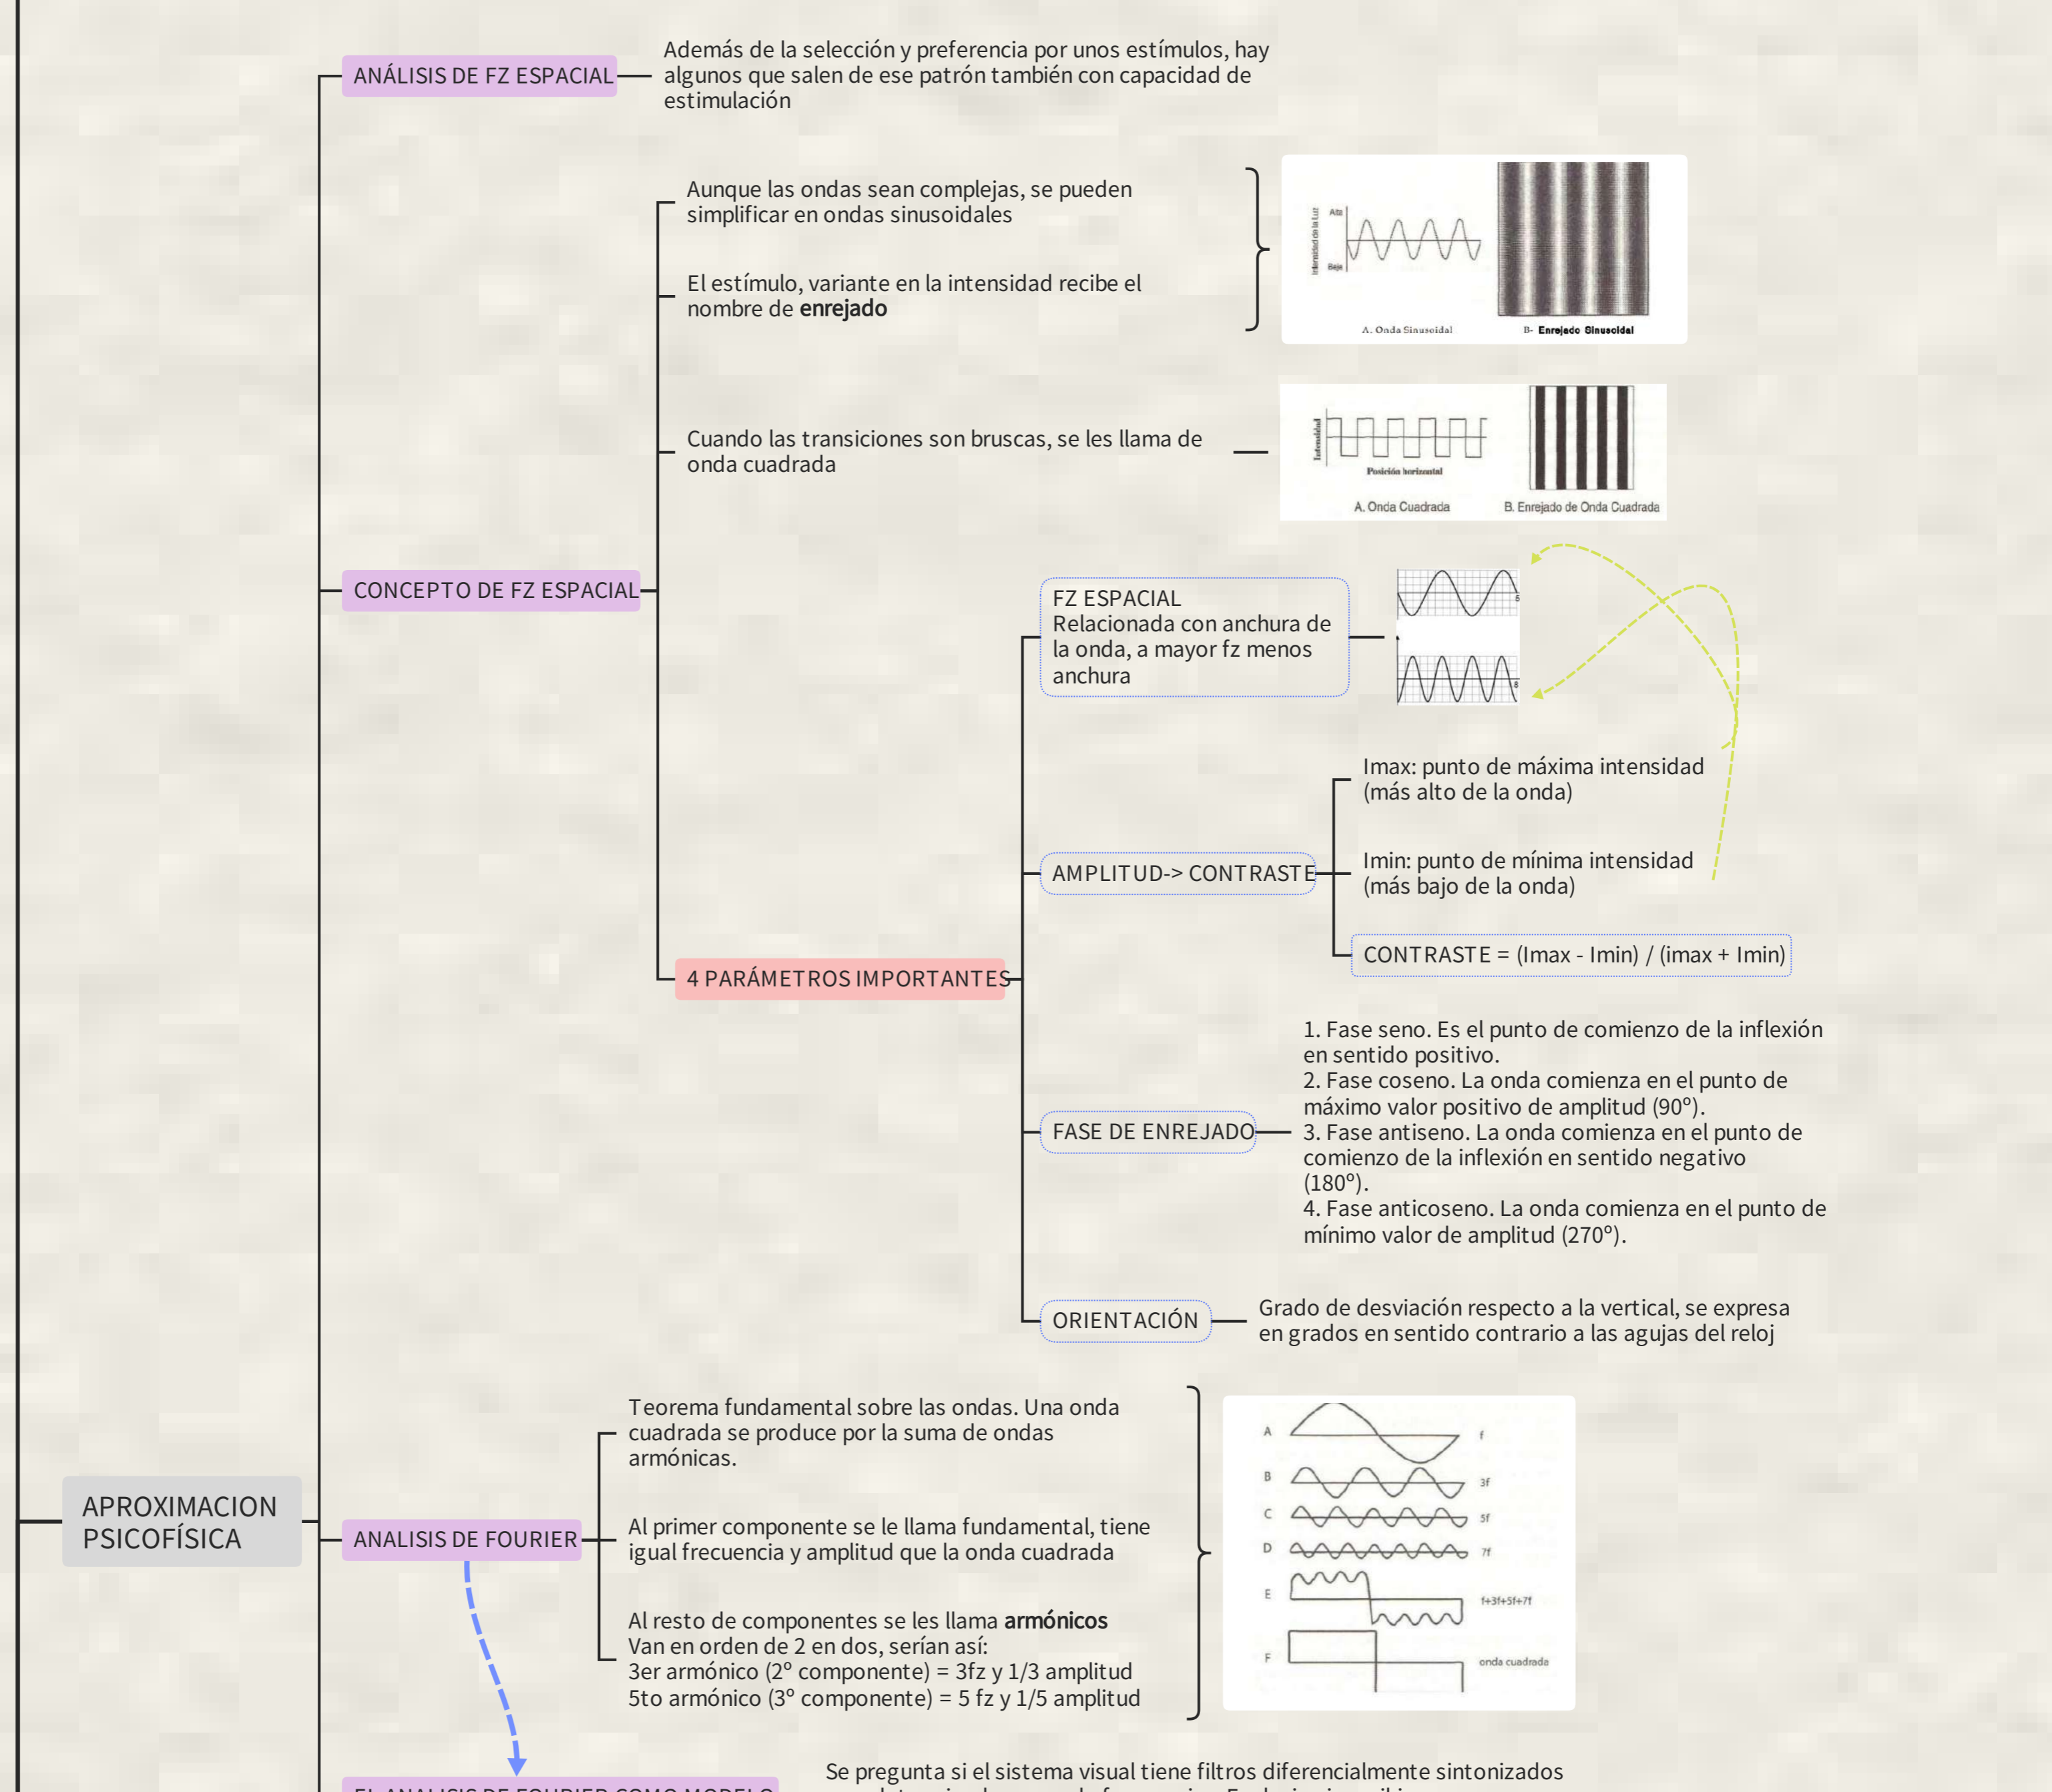 ANÁLISIS DE FZ ESPACIAL
Además de la selección y preferencia por unos estímulos, hay
algunos que salen de ese patrón también con capacidad de
estimulación
Aunque las ondas sean complejas, se pueden
simplificar en ondas sinusoidales
El estímulo, variante en la intensidad recibe el
nombre de enrejado
Intensidad de la Luz
Alta
Baja
A. Onda Sinusoidal
B- Enrejado Sinusoidal
Cuando las transiciones son bruscas, se les llama de
onda cuadrada
Intensidad
Posición horizontal
A. Onda Cuadrada
B. Enrejado de Onda Cuadrada
CONCEPTO DE FZ ESPACIAL
FZ ESPACIAL
Relacionada con anchura de
la onda, a mayor fz menos
anchura
5
8
4 PARÁMETROS IMPORTANTES
AMPLITUD-> CONTRASTE
Imax: punto de máxima intensidad
(más alto de la onda)
Imin: punto de mínima intensidad
(más bajo de la onda)
CONTRASTE = (Imax - Imin) / (imax + Imin)
FASE DE ENREJADO
1. Fase seno. Es el punto de comienzo de la inflexión
en sentido positivo.
2. Fase coseno. La onda comienza en el punto de
máximo valor positivo de amplitud (90º).
3. Fase antiseno. La onda comienza en el punto de
comienzo de la inflexión en sentido negativo
(180º).
4. Fase anticoseno. La onda comienza en el punto de
mínimo valor de amplitud (270º).
ORIENTACIÓN
Grado de desviación respecto a la vertical, se expresa
en grados en sentido contrario a las agujas del reloj
APROXIMACION
PSICOFÍSICA
ANALISIS DE FOURIER
Teorema fundamental sobre las ondas. Una onda
cuadrada se produce por la suma de ondas
armónicas.
Al primer componente se le llama fundamental, tiene
igual frecuencia y amplitud que la onda cuadrada
Al resto de componentes se les llama armónicos
Van en orden de 2 en dos, serían así:
3er armónico (2º componente) = 3fz y 1/3 amplitud
5to armónico (3º componente) = 5 fz y 1/5 amplitud
A f
B 3f
C 5f
D 7f
E f+3f+5f+7f
F onda cuadrada
EL ANALISIS DE FOURIER COMO MODELO
Se pregunta si el sistema visual tiene filtros diferencialmente sintonizados